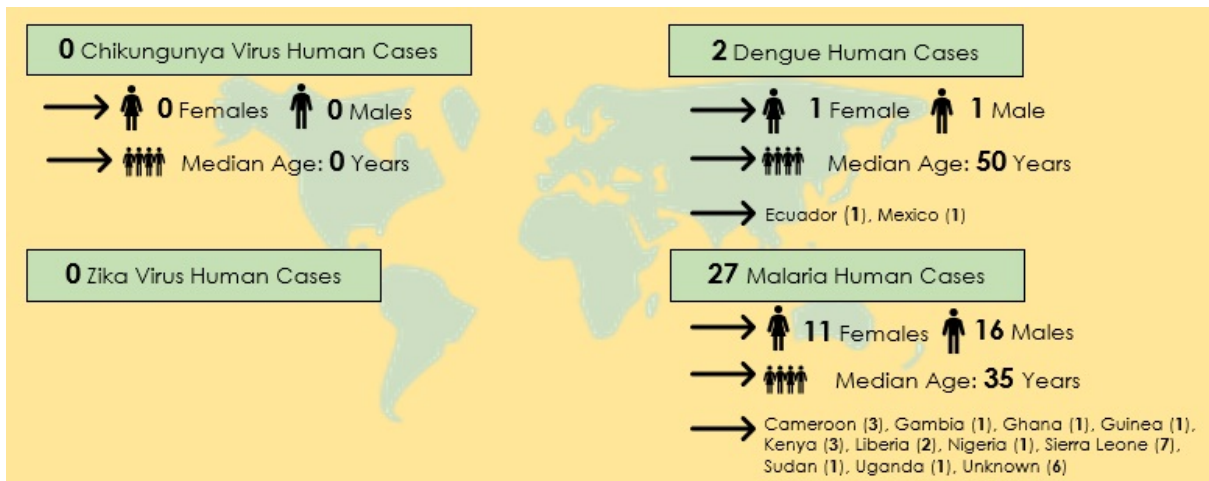 0 Chikungunya Virus Human Cases
0 Females 0 Males
Median Age: 0 Years
2 Dengue Human Cases
1 Female 1 Male
Median Age: 50 Years
Ecuador (1), Mexico (1)
0 Zika Virus Human Cases
27 Malaria Human Cases
11 Females 16 Males
Median Age: 35 Years
Cameroon (3), Gambia (1), Ghana (1), Guinea (1),
Kenya (3), Liberia (2), Nigeria (1), Sierra Leone (7),
Sudan (1), Uganda (1), Unknown (6)